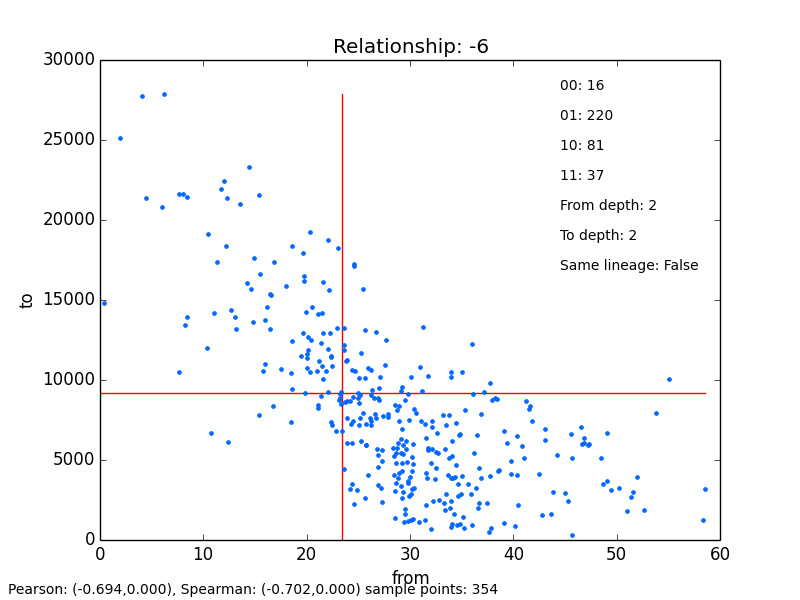 Relationship: -6
30000
25000
20000
15000
10000
5000
0
to
00: 16
01: 220
10: 81
11: 37
From depth: 2
To depth: 2
Same lineage: False
0 10 20 30 40 50 60
from
Pearson: (-0.694,0.000), Spearman: (-0.702,0.000) sample points: 354